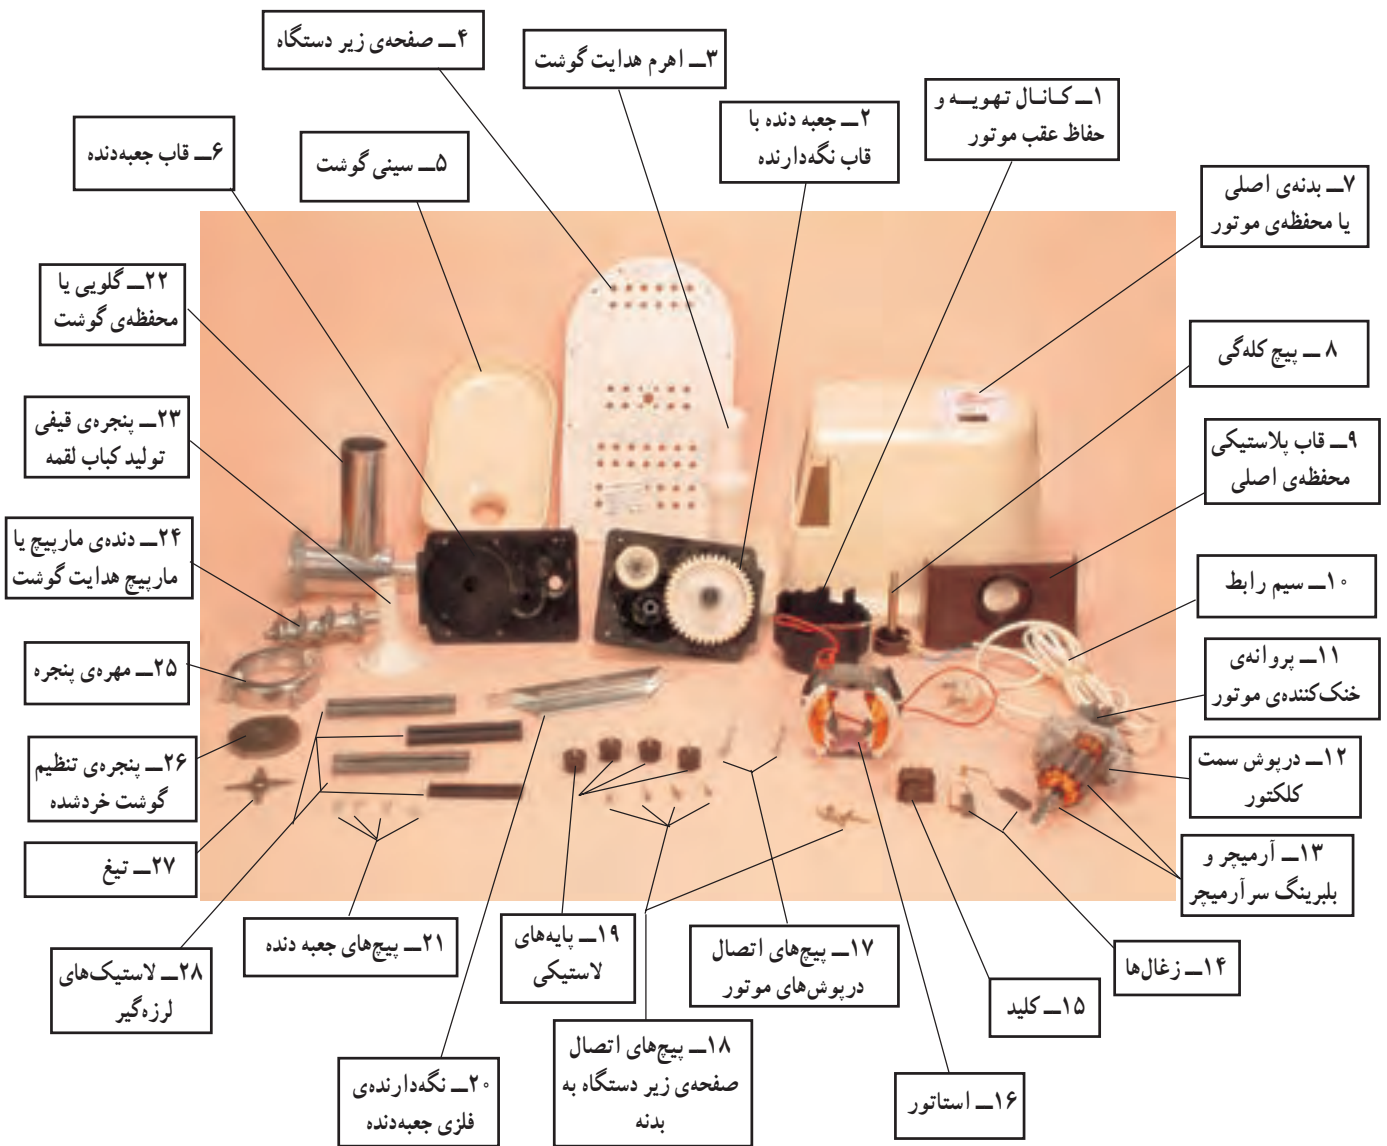 ۱ــ کـانـال تهویــه و
حفاظ عقب موتور
۲ــ جعبه دنده با
قاب نگه‌دارنده
۳ــ اهرم هدایت گوشت
۴ــ صفحه‌ی زیر دستگاه
۵ــ سینی گوشت
۶ــ قاب جعبه‌دنده
۷ــ بدنه‌ی اصلی
یا محفظه‌ی موتور
۸ ــ پیچ کله‌گی
۹ــ قاب پلاستیکی
محفظه‌ی اصلی
۱۰ــ سیم رابط
۱۱ــ پروانه‌ی
خنک‌کننده‌ی موتور
۱۲ــ درپوش سمت
کلکتور
۱۳ــ آرمیچر و
بلبرینگ سرآرمیچر
۱۴ــ زغال‌ها
۱۵ــ کلید
۱۶ــ استاتور
۱۷ــ پیچ‌های اتصال
درپوش‌های موتور
۱۸ــ پیچ‌های اتصال
صفحه‌ی زیر دستگاه به
بدنه
۱۹ــ پایه‌های
لاستیکی
۲۰ــ نگه‌دارنده‌ی
فلزی جعبه‌دنده
۲۱ــ پیچ‌های جعبه دنده
۲۲ــ گلویی یا
محفظه‌ی گوشت
۲۳ــ پنجره‌ی قیفی
تولید کباب لقمه
۲۴ــ دنده‌ی مارپیچ یا
مارپیچ هدایت گوشت
۲۵ــ مهره‌ی پنجره
۲۶ــ پنجره‌ی تنظیم
گوشت خردشده
۲۷ــ تیغ
۲۸ــ لاستیک‌های
لرزه‌گیر